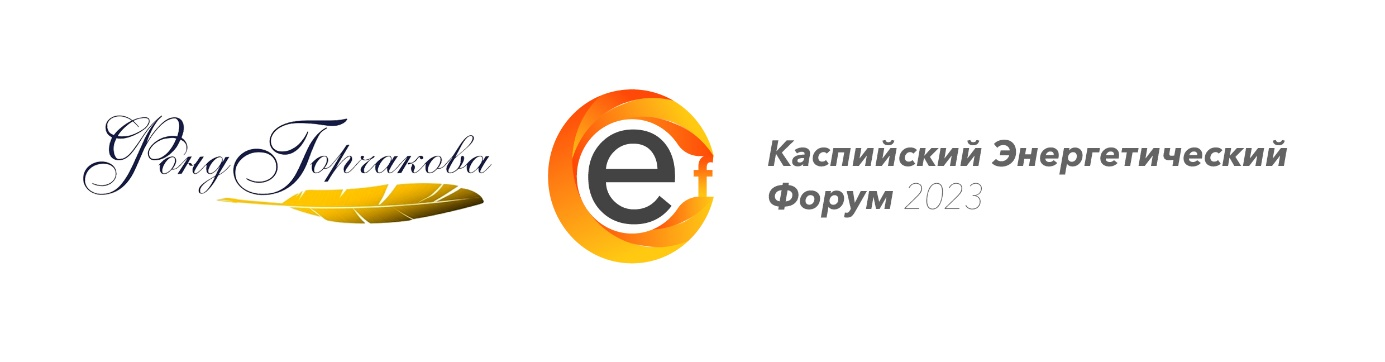 Фонд Горчакова
e
f
Каспийский Энергетический
Форум 2023